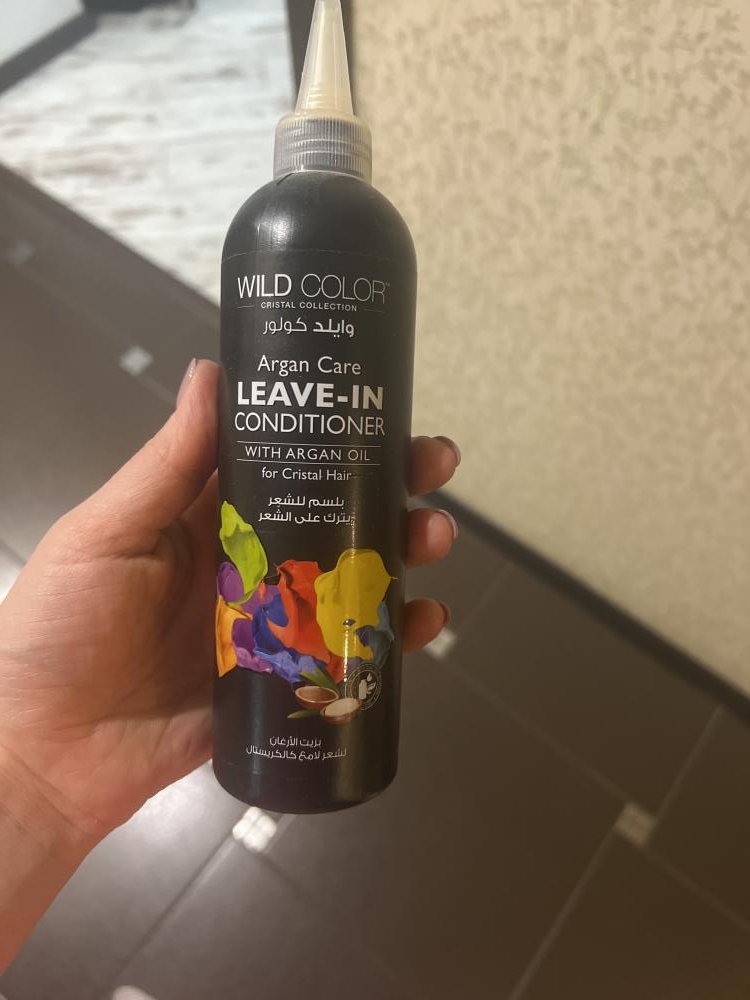 WILD COLOR™
CRISTAL COLLECTION
وايلد كولور
Argan Care
LEAVE-IN
CONDITIONER
WITH ARGAN OIL
for Cristal Hair
بلسم للشعر
يترك على الشعر
بزيت الأرغان
لشعر لامع كالكريستال